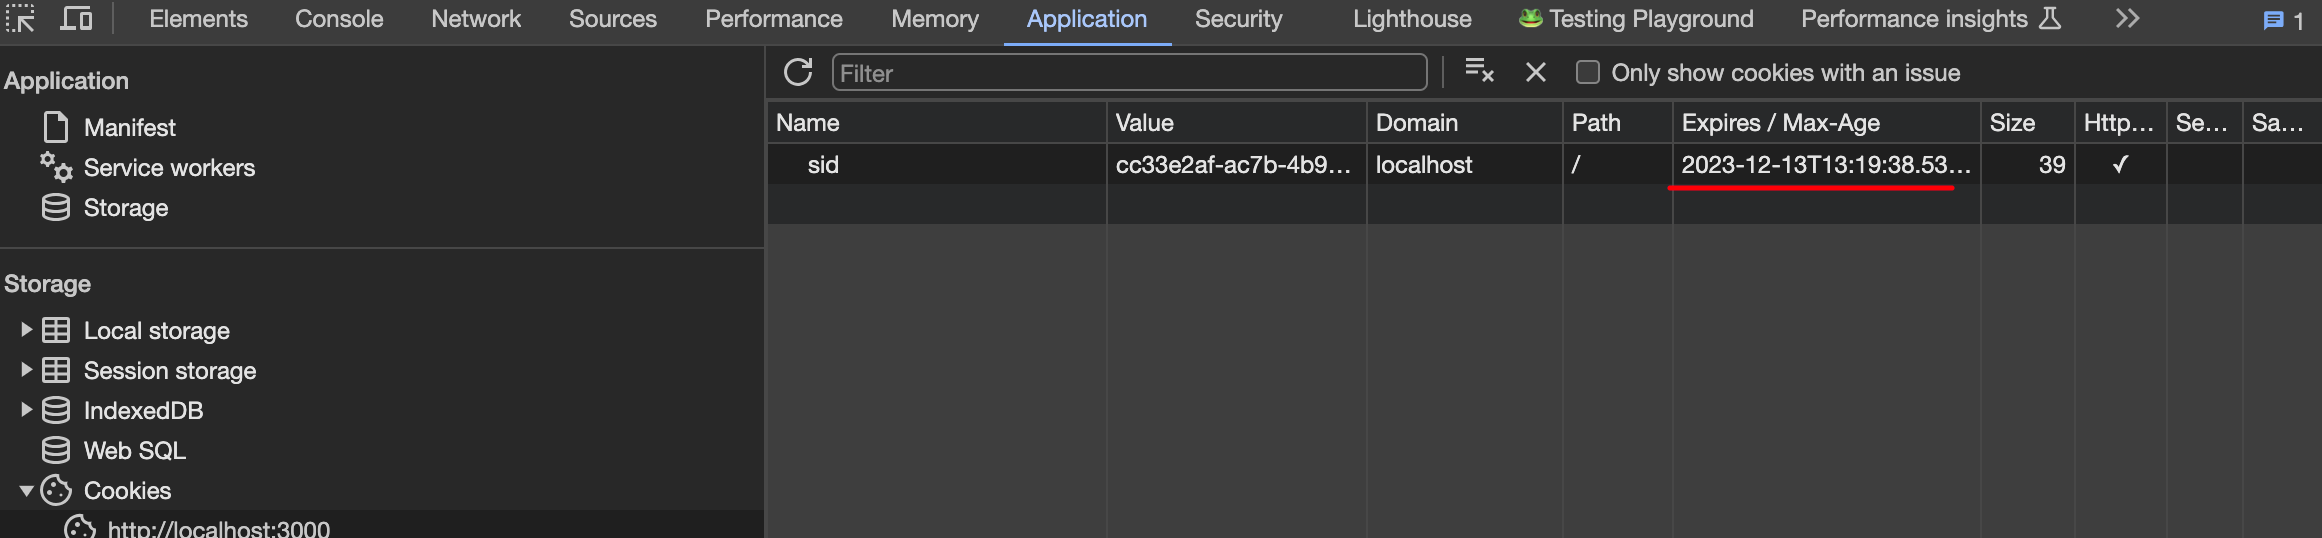 Elements Console Network Sources Performance Memory Application Security Lighthouse 🐸 Testing Playground Performance insights 1
Application
Manifest
Service workers
Storage
Storage
Local storage
Session storage
IndexedDB
Web SQL
Cookies
http://localhost:3000
Filter Only show cookies with an issue
Name Value Domain Path Expires / Max-Age Size Http... Se... Sa...
sid cc33e2af-ac7b-4b9... localhost / 2023-12-13T13:19:38.53... 39 ✓